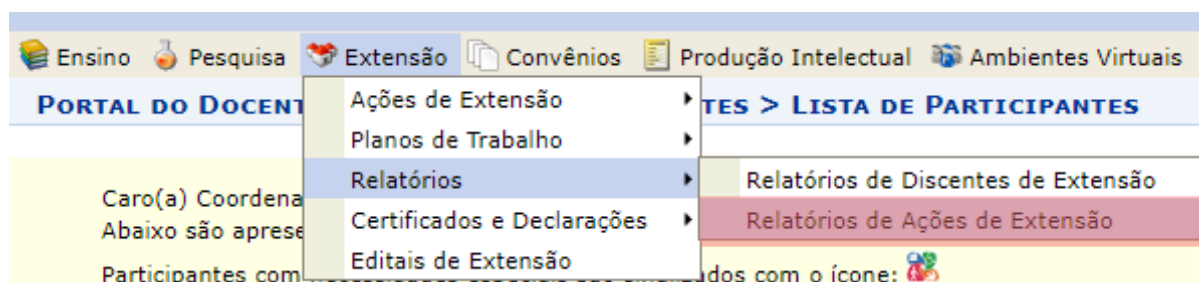 Ensino Pesquisa Extensão Convênios Produção Intelectual Ambientes Virtuais
PORTAL DO DOCENT
TES > LISTA DE PARTICIPANTES
Ações de Extensão
Planos de Trabalho
Relatórios
Relatórios de Discentes de Extensão
Caro(a) Coordena
Certificados e Declarações
Relatórios de Ações de Extensão
Abaixo são aprese
Editais de Extensão
Participantes com
dos com o ícone: